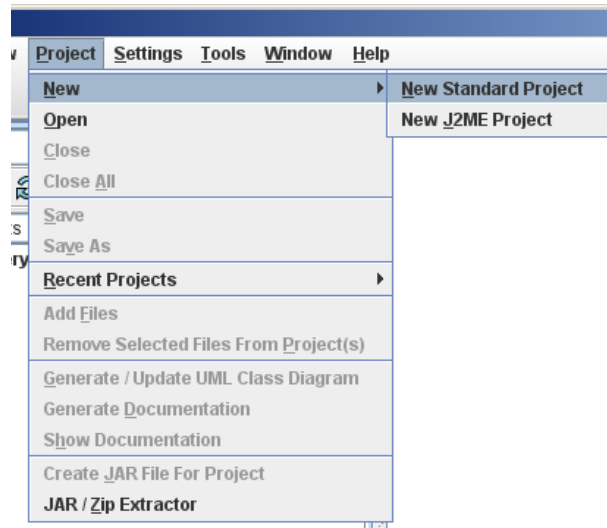 Project Settings Tools Window Help
New
New Standard Project
Open
New J2ME Project
Close
Close All
Save
Save As
Recent Projects
Add Files
Remove Selected Files From Project(s)
Generate / Update UML Class Diagram
Generate Documentation
Show Documentation
Create JAR File For Project
JAR / Zip Extractor